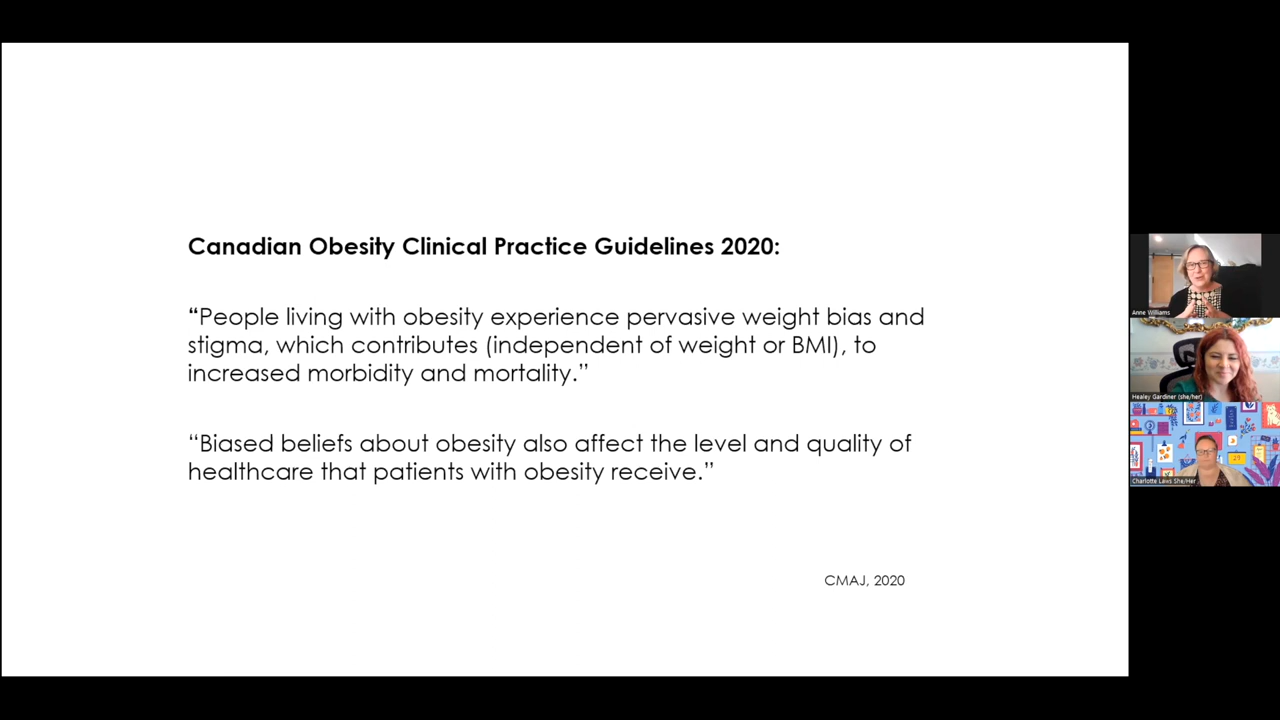 Canadian Obesity Clinical Practice Guidelines 2020:
“People living with obesity experience pervasive weight bias and
stigma, which contributes (independent of weight or BMI), to
increased morbidity and mortality.”
“Biased beliefs about obesity also affect the level and quality of
healthcare that patients with obesity receive.”
CMAJ, 2020
Anne Williams
Healey Gardiner (she/her)
Charlotte Laws She/Her